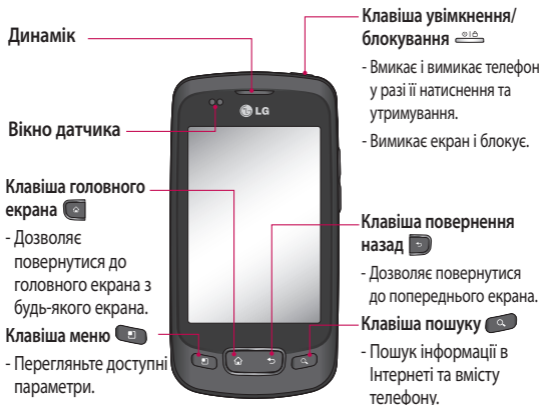 Динамік
Вікно датчика
Клавіша головного
екрана
- Дозволяє
повернутися до
головного екрана з
будь-якого екрана.
Клавіша меню
- Перегляньте доступні
параметри.
LG
Клавіша увімкнення/
блокування
- Вмикає і вимикає телефон
у разі її натиснення та
утримування.
- Вимикає екран і блокує.
Клавіша повернення
назад
- Дозволяє повернутися
до попереднього екрана.
Клавіша пошуку
- Пошук інформації в
Інтернеті та вмісту
телефону.